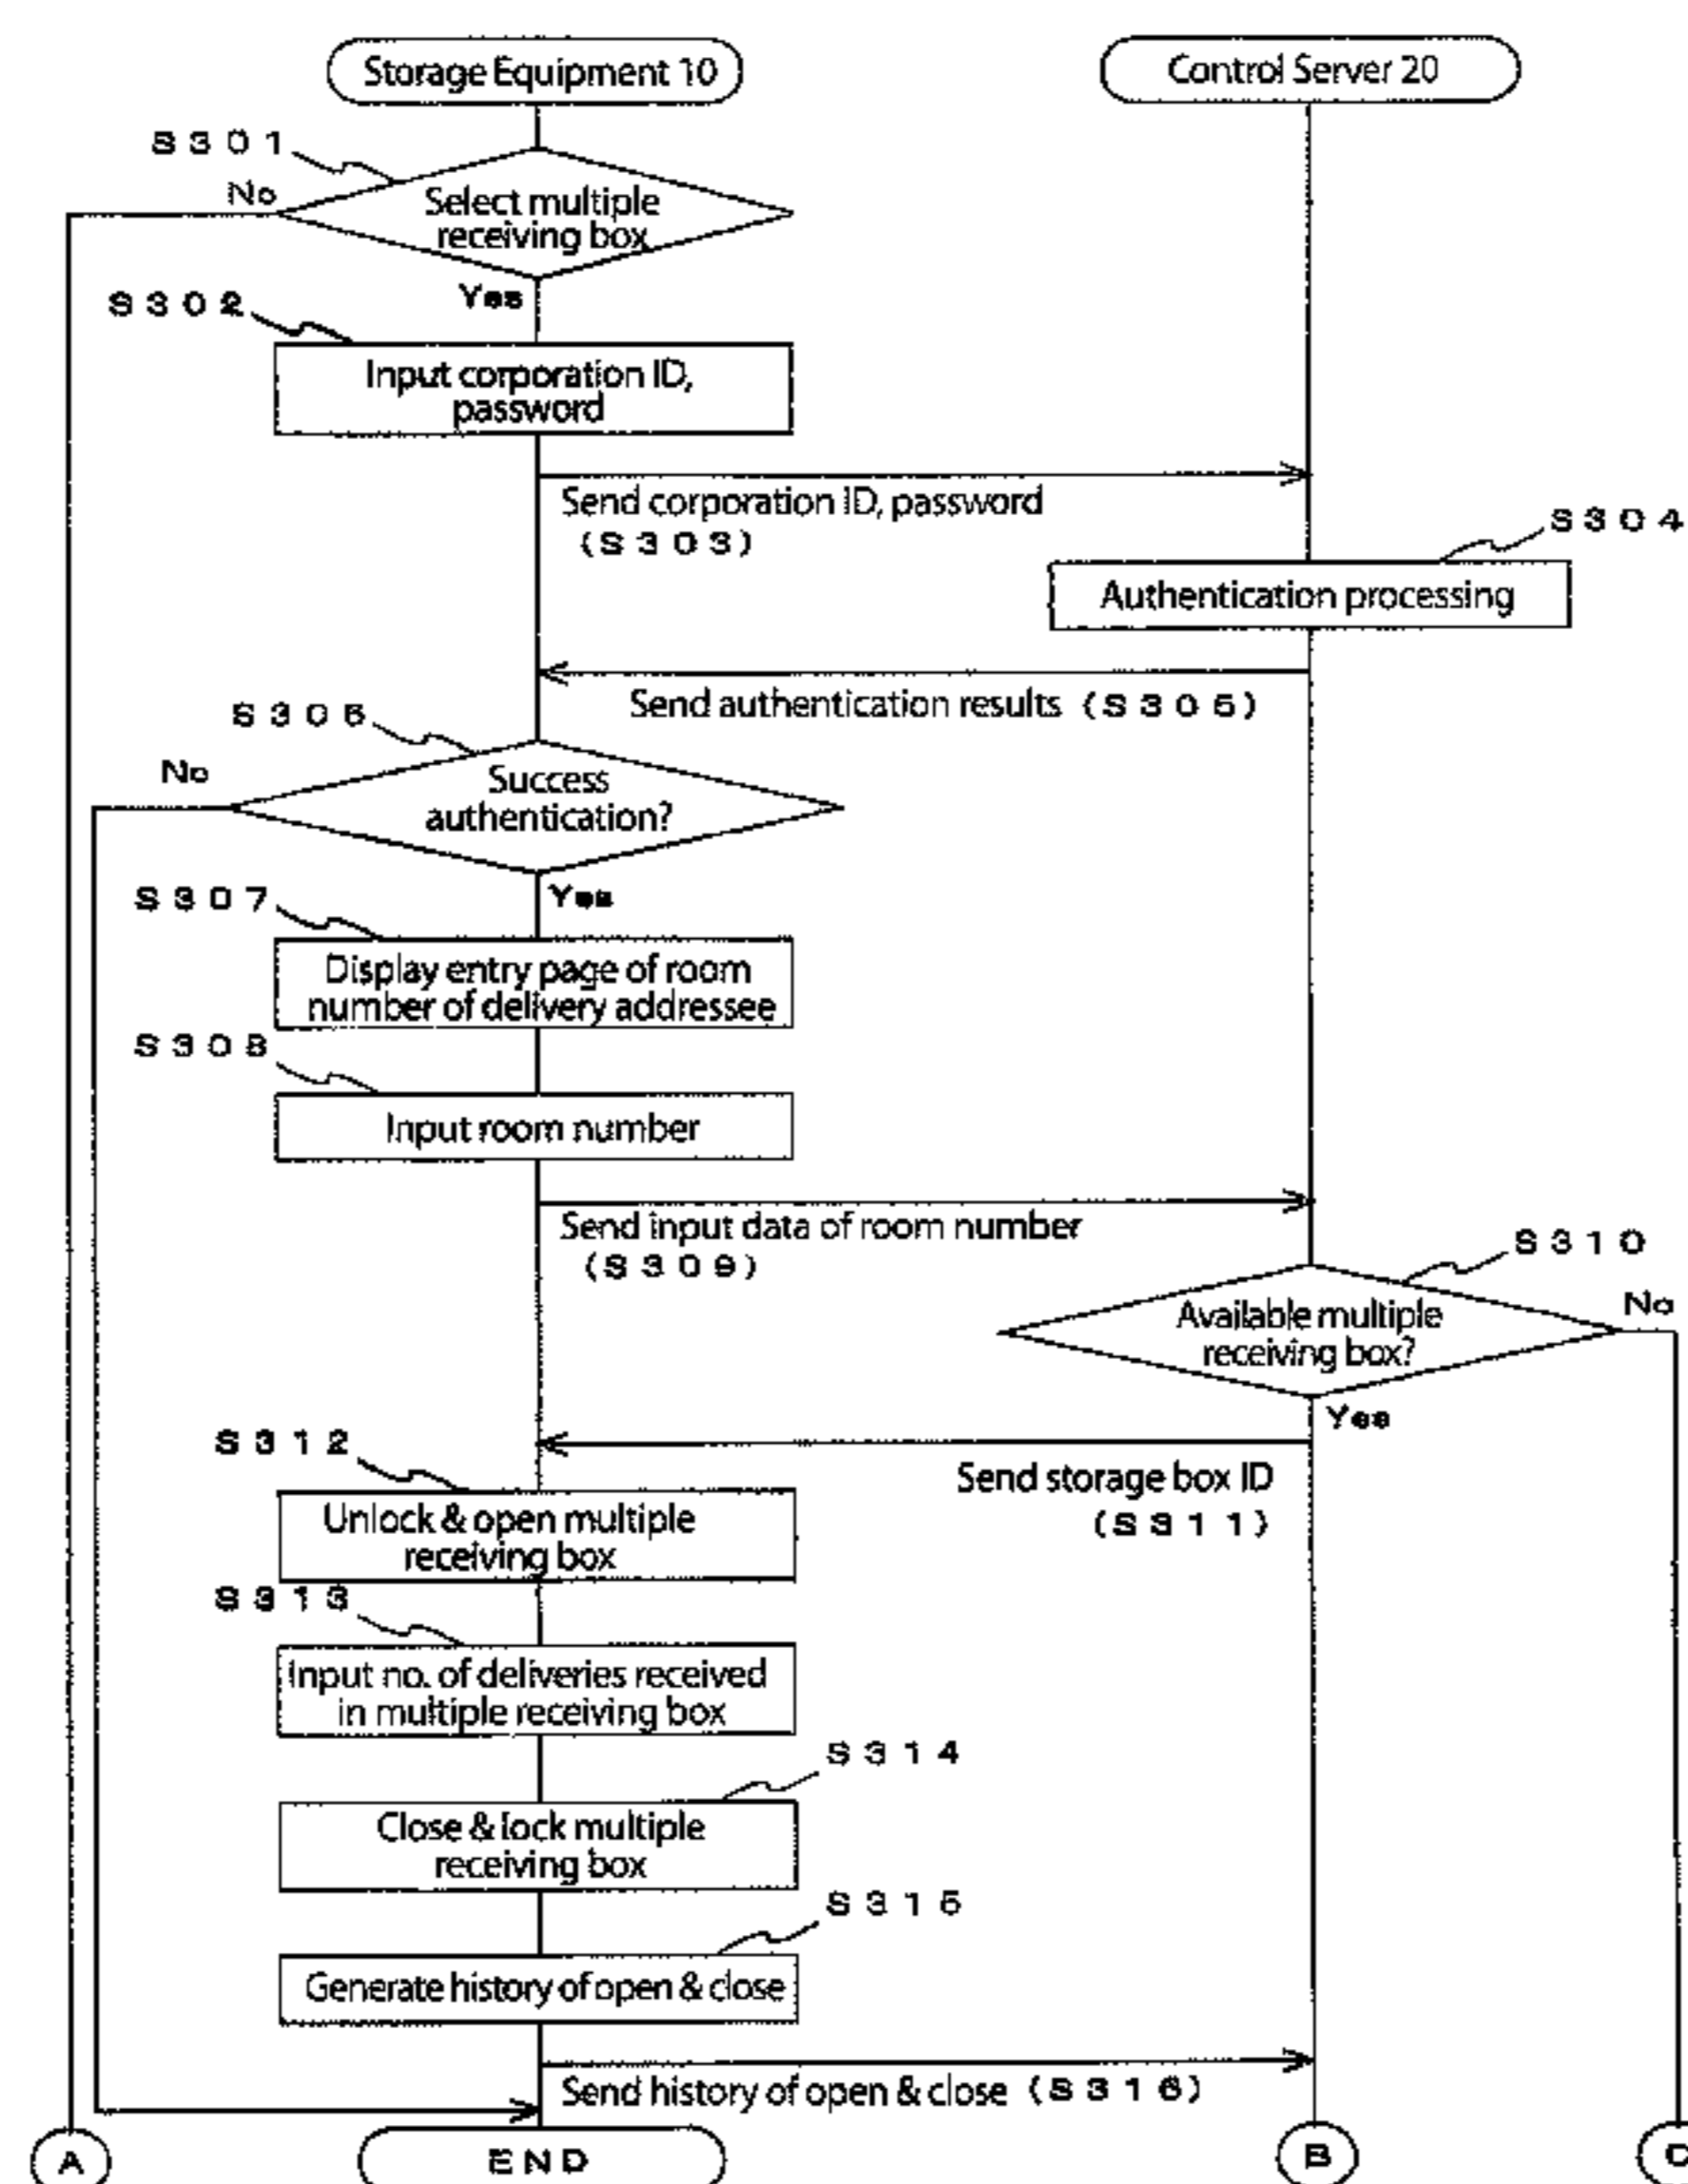 Storage Equipment 10
Control Server 20
S301
No
Select multiple
receiving box
Yes
S302
Input corporation ID,
password
Send corporation ID, password
(S303)
S304
Authentication processing
Send authentication results (S305)
S306
No
Success
authentication?
Yes
S307
Display entry page of room
number of delivery addressee
S308
Input room number
Send input data of room number
(S309)
S310
No
Available multiple
receiving box?
Yes
S312
Send storage box ID
(S311)
Unlock & open multiple
receiving box
S313
Input no. of deliveries received
in multiple receiving box
S314
Close & lock multiple
receiving box
S315
Generate history of open & close
Send history of open & close (S316)
A
END
B
C